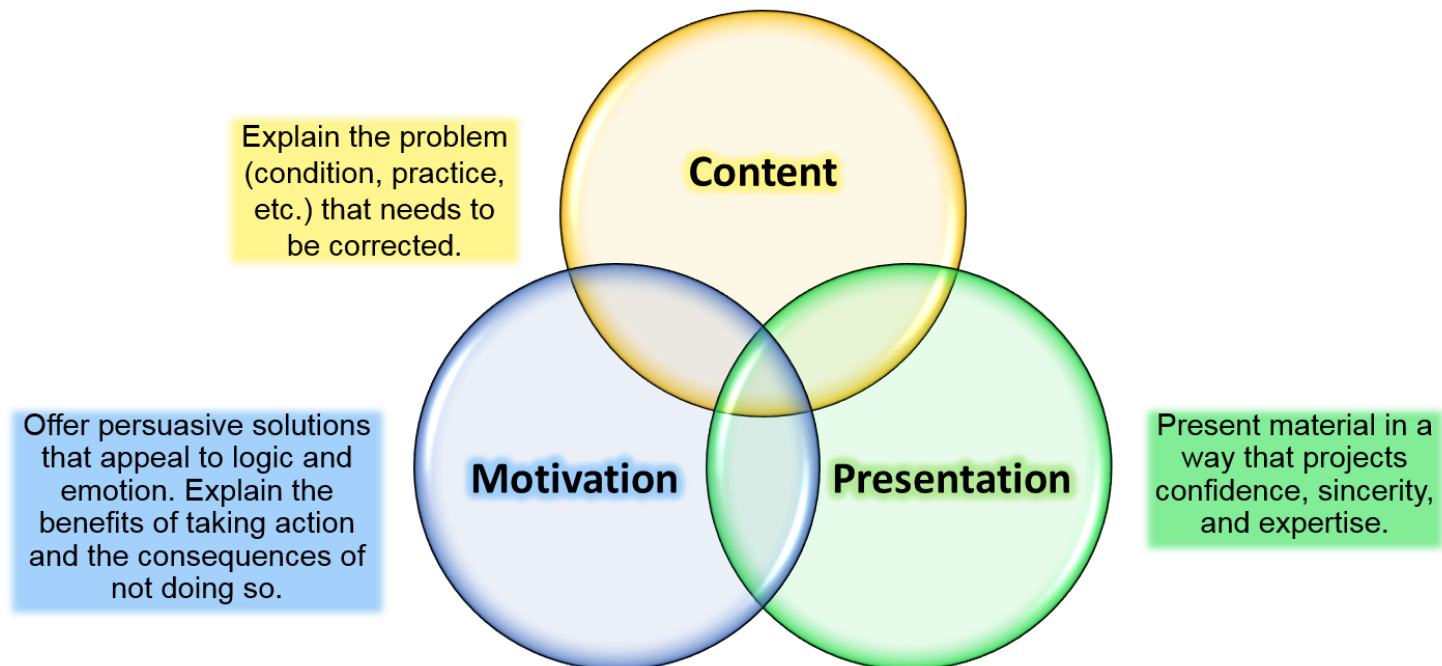 Content
Explain the problem
(condition, practice,
etc.) that needs to
be corrected.
Motivation
Offer persuasive solutions
that appeal to logic and
emotion. Explain the
benefits of taking action
and the consequences of
not doing so.
Presentation
Present material in a
way that projects
confidence, sincerity,
and expertise.